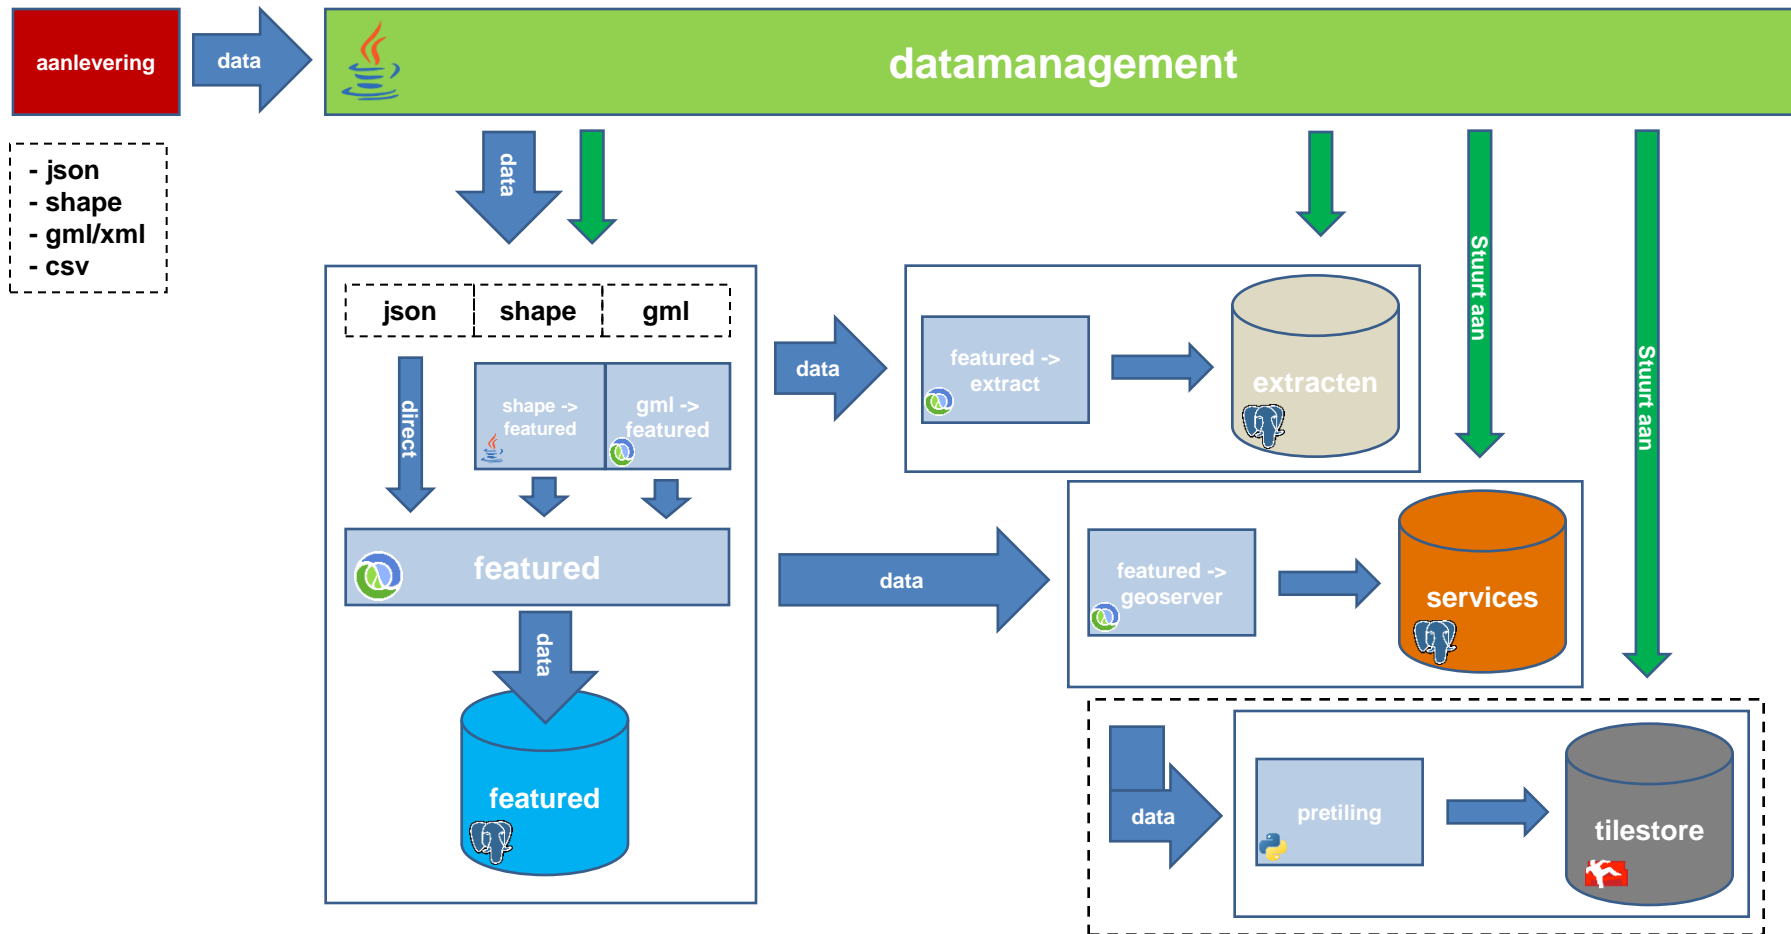 aanlevering
data
datamanagement
- json
- shape
- gml/xml
- csv
data
Stuurt aan
Stuurt aan
json
shape
gml
direct
shape ->
featured
gml ->
featured
data
featured ->
extract
extracten
featured
data
featured ->
geoserver
services
data
featured
data
pretiling
tilestore